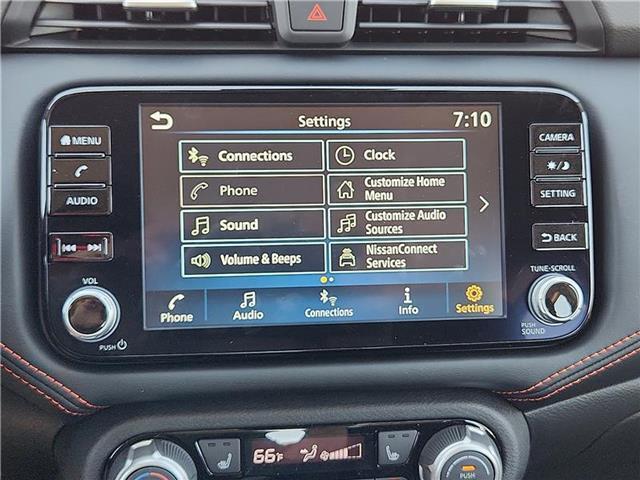 MENU
AUDIO
VOL
PUSH
Settings
7:10
Connections
Clock
Phone
Customize Home
Menu
Sound
Customize Audio
Sources
Volume & Beeps
NissanConnect
Services
Phone
Audio
Connections
Info
Settings
CAMERA
SETTING
BACK
TUNE-SCROLL
PUSH
SOUND
66°F
PUSH